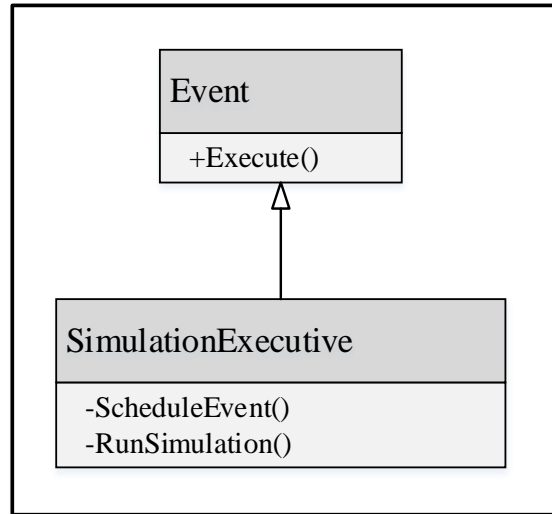 Event
+Execute()
SimulationExecutive
-ScheduleEvent()
-RunSimulation()